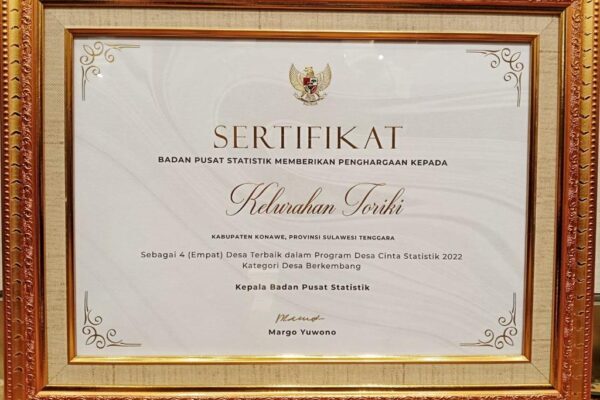 SERTIFIKAT
BADAN PUSAT STATISTIK MEMBERIKAN PENGHARGAAN KEPADA
Kelurahan Toriki
KABUPATEN KONAWE, PROVINSI SULAWESI TENGGARA
Sebagai 4 (Empat) Desa Terbaik dalam Program Desa Cinta Statistik 2022
Kategori Desa Berkembang
Kepala Badan Pusat Statistik
Margo Yuwono